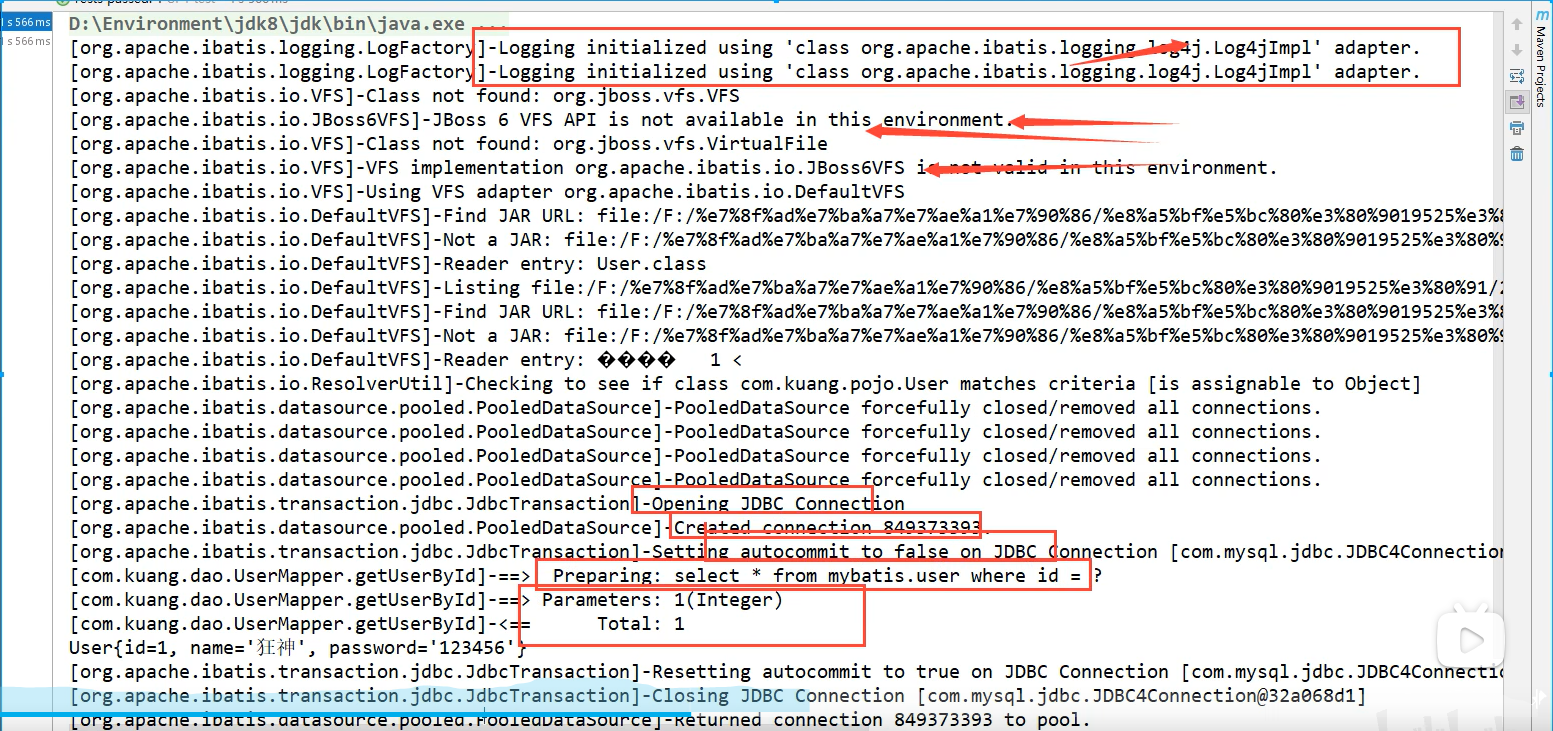 1 s 566 ms
1 s 566 ms
D:\Environment\jdk8\jdk\bin\java.exe ...
[org.apache.ibatis.logging.LogFactory]-Logging initialized using 'class org.apache.ibatis.logging.log4j.Log4jImpl' adapter.
[org.apache.ibatis.logging.LogFactory]-Logging initialized using 'class org.apache.ibatis.logging.log4j.Log4jImpl' adapter.
[org.apache.ibatis.io.VFS]-Class not found: org.jboss.vfs.VFS
[org.apache.ibatis.io.JBoss6VFS]-JBoss 6 VFS API is not available in this environment.
[org.apache.ibatis.io.VFS]-Class not found: org.jboss.vfs.VirtualFile
[org.apache.ibatis.io.VFS]-VFS implementation org.apache.ibatis.io.JBoss6VFS is not valid in this environment.
[org.apache.ibatis.io.VFS]-Using VFS adapter org.apache.ibatis.io.DefaultVFS
[org.apache.ibatis.io.DefaultVFS]-Find JAR URL: file:/F:/%e7%8f%ad%e7%ba%a7%e7%ae%a1%e7%90%86/%e8%a5%bf%e5%bc%80%e3%80%9019525%e3%8
[org.apache.ibatis.io.DefaultVFS]-Not a JAR: file:/F:/%e7%8f%ad%e7%ba%a7%e7%ae%a1%e7%90%86/%e8%a5%bf%e5%bc%80%e3%80%9019525%e3%80%9
[org.apache.ibatis.io.DefaultVFS]-Reader entry: User.class
[org.apache.ibatis.io.DefaultVFS]-Listing file:/F:/%e7%8f%ad%e7%ba%a7%e7%ae%a1%e7%90%86/%e8%a5%bf%e5%bc%80%e3%80%9019525%e3%80%91/2
[org.apache.ibatis.io.DefaultVFS]-Find JAR URL: file:/F:/%e7%8f%ad%e7%ba%a7%e7%ae%a1%e7%90%86/%e8%a5%bf%e5%bc%80%e3%80%9019525%e3%8
[org.apache.ibatis.io.DefaultVFS]-Not a JAR: file:/F:/%e7%8f%ad%e7%ba%a7%e7%ae%a1%e7%90%86/%e8%a5%bf%e5%bc%80%e3%80%9019525%e3%80%9
[org.apache.ibatis.io.DefaultVFS]-Reader entry: ���� 1 <
[org.apache.ibatis.io.ResolverUtil]-Checking to see if class com.kuang.pojo.User matches criteria [is assignable to Object]
[org.apache.ibatis.datasource.pooled.PooledDataSource]-PooledDataSource forcefully closed/removed all connections.
[org.apache.ibatis.datasource.pooled.PooledDataSource]-PooledDataSource forcefully closed/removed all connections.
[org.apache.ibatis.datasource.pooled.PooledDataSource]-PooledDataSource forcefully closed/removed all connections.
[org.apache.ibatis.datasource.pooled.PooledDataSource]-PooledDataSource forcefully closed/removed all connections.
[org.apache.ibatis.transaction.jdbc.JdbcTransaction]-Opening JDBC Connection
[org.apache.ibatis.datasource.pooled.PooledDataSource]-Created connection 849373393.
[org.apache.ibatis.transaction.jdbc.JdbcTransaction]-Setting autocommit to false on JDBC Connection [com.mysql.jdbc.JDBC4Connection
[com.kuang.dao.UserMapper.getUserById]-==> Preparing: select * from mybatis.user where id = ?
[com.kuang.dao.UserMapper.getUserById]-==> Parameters: 1(Integer)
[com.kuang.dao.UserMapper.getUserById]-<== Total: 1
User{id=1, name='狂神', password='123456'}
[org.apache.ibatis.transaction.jdbc.JdbcTransaction]-Resetting autocommit to true on JDBC Connection [com.mysql.jdbc.JDBC4Connectic
[org.apache.ibatis.transaction.jdbc.JdbcTransaction]-Closing JDBC Connection [com.mysql.jdbc.JDBC4Connection@32a068d1]
[org.apache.ibatis.datasource.pooled.PooledDataSource]-Returned connection 849373393 to pool.
Maven Projects